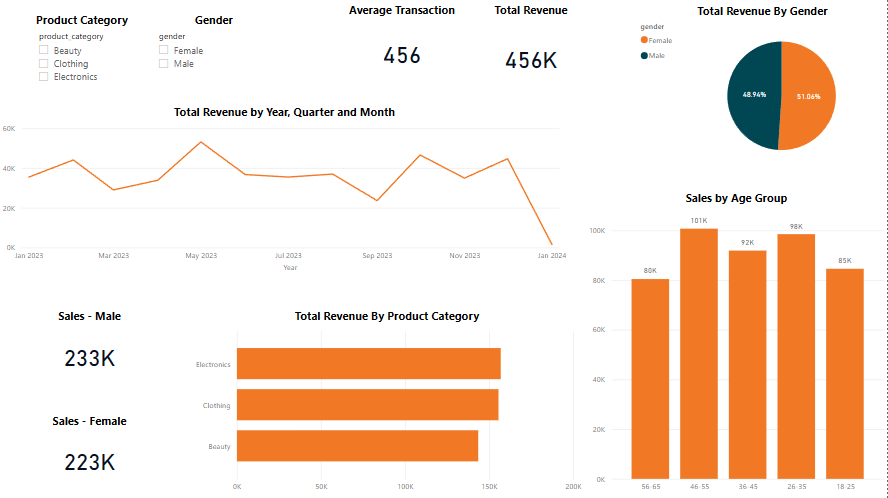 Product Category
product_category
Beauty
Clothing
Electronics
Gender
gender
Female
Male
Average Transaction
456
Total Revenue
456K
Total Revenue By Gender
gender
Female
Male
48.94%
51.06%
Total Revenue by Year, Quarter and Month
60K
40K
20K
0K
Jan 2023
Mar 2023
May 2023
Jul 2023
Sep 2023
Nov 2023
Jan 2024
Year
Sales by Age Group
100K
80K
60K
40K
20K
0K
80K
101K
92K
98K
85K
56-65
46-55
36-45
26-35
18-25
Sales - Male
233K
Sales - Female
223K
Total Revenue By Product Category
Electronics
Clothing
Beauty
0K
50K
100K
150K
200K